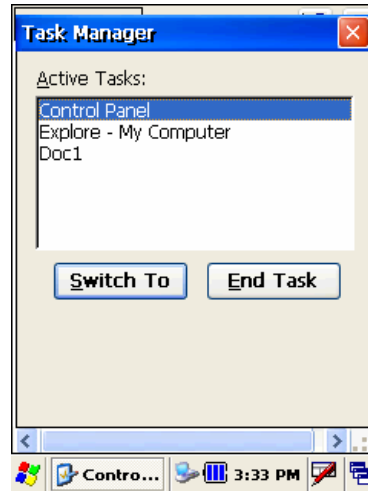 Task Manager
Active Tasks:
Control Panel
Explore - My Computer
Doc1
Switch To
End Task
Contro...
3:33 PM